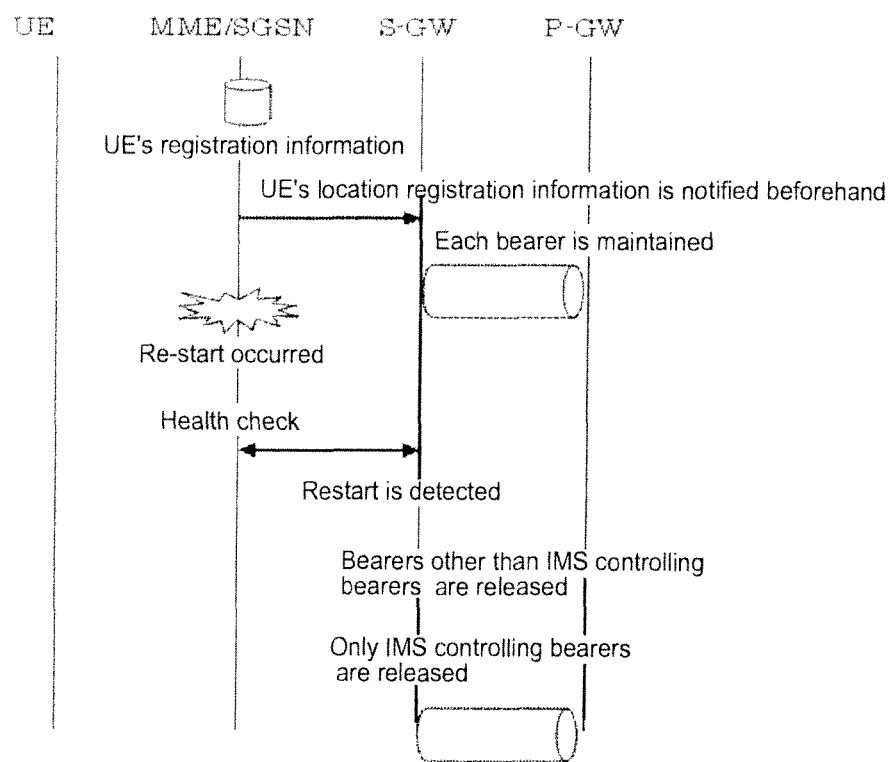 UE MME/SGSN S-GW P-GW
UE's registration information
UE's location registration information is notified beforehand
Each bearer is maintained
Re-start occurred
Health check
Restart is detected
Bearers other than IMS controlling
bearers are released
Only IMS controlling bearers
are released